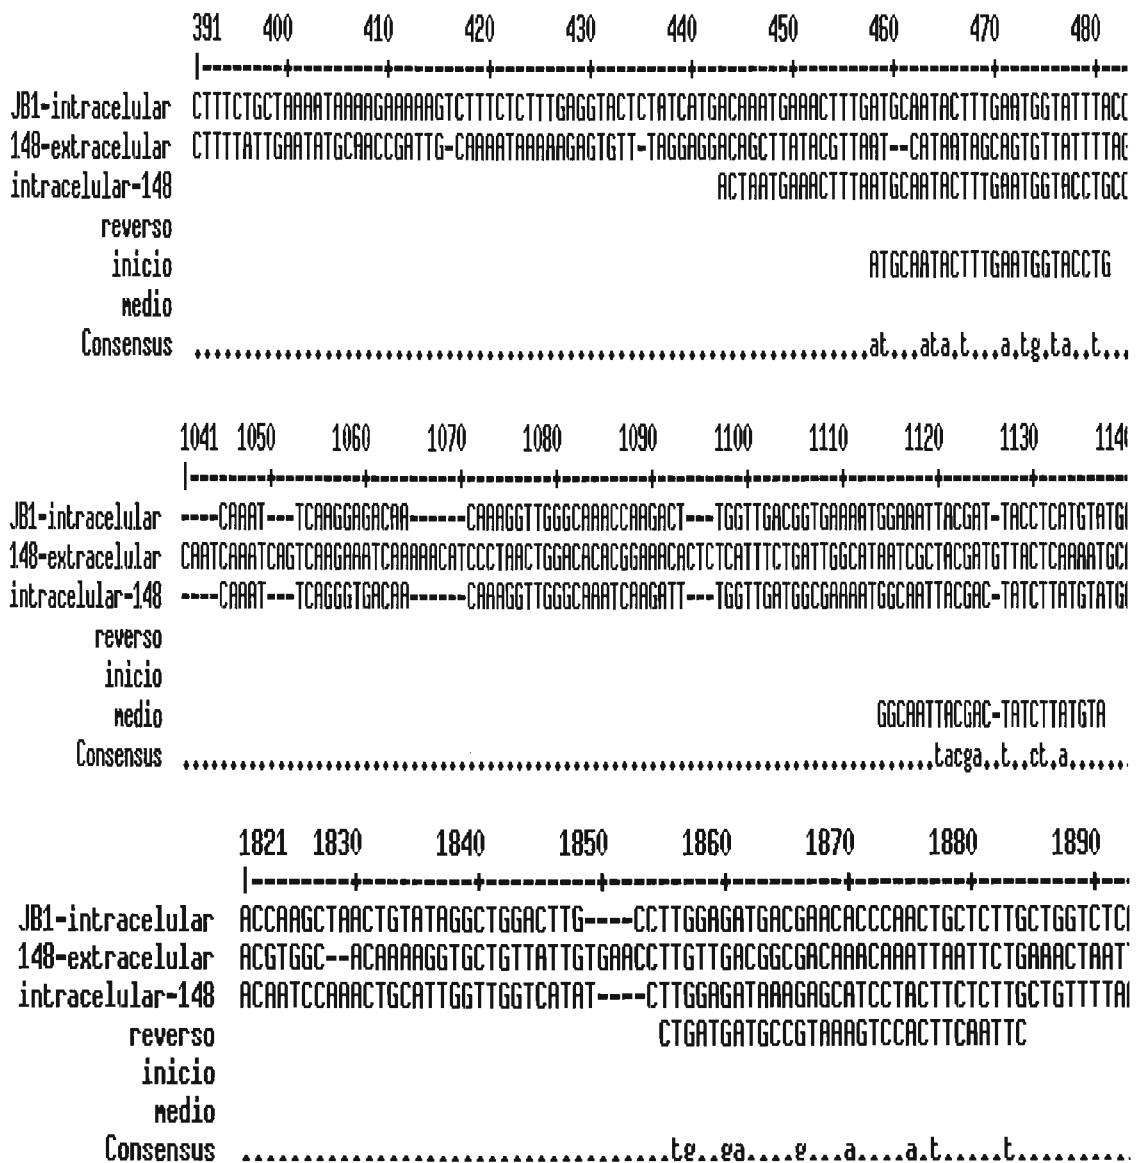 391 400 410 420 430 440 450 460 470 480
|--------+---------+---------+---------+---------+---------+---------+---------+---------+---
JB1-intracelular CTTTCTGCTAAAATAAAAGAAAAAGTCTTTCTCTTTGAGGTACTCTATCATGACAAATGAAACTTTGATGCAATACTTTGAATGGTATTTACC
148-extracelular CTTTTATTGAATATGCAACCGATTG-CAAAATAAAAAGAGTGTT-TAGGAGGACAGCTTATACGTTAAT--CATAATAGCAGTGTTATTTTAG
intracelular-148 ACTAATGAAACTTTAATGCAATACTTTGAATGGTACCTGCC
reverso
inicio ATGCAATACTTTGAATGGTACCTG
medio
Consensus ...................................................................at...ata.t...a.tg.ta..t...
1041 1050 1060 1070 1080 1090 1100 1110 1120 1130 1140
|--------+---------+---------+---------+---------+---------+---------+---------+---------+---------
JB1-intracelular ----CAAAT---TCAAGGAGACAA------CAAAGGTTGGGCAAACCAAGACT---TGGTTGACGGTGAAAATGGAAATTACGAT-TACCTCATGTATG
148-extracelular CAATCAAATCAGTCAAGAAATCAAAAACATCCCTAACTGGACACACGGAAACACTCTCATTTCTGATTGGCATAATCGCTACGATGTTACTCAAAATGC
intracelular-148 ----CAAAT---TCAGGGTGACAA------CAAAGGTTGGGCAAATCAAGATT---TGGTTGATGGCGAAAATGGCAATTACGAC-TATCTTATGTATG
reverso
inicio
medio GGCAATTACGAC-TATCTTATGTA
Consensus ...............................................................................tacga..t..ct.a.......
1821 1830 1840 1850 1860 1870 1880 1890
|--------+---------+---------+---------+---------+---------+---------+--
JB1-intracelular ACCAAGCTAACTGTATAGGCTGGACTTG----CCTTGGAGATGACGAACACCCAACTGCTCTTGCTGGTCTC
148-extracelular ACGTGGC--ACAAAAGGTGCTGTTATTGTGAACCTTGTTGACGGCGACAAACAAATTAATTCTGAAACTAAT
intracelular-148 ACAATCCAAACTGCATTGGTTGGTCATAT----CTTGGAGATAAAGAGCATCCTACTTCTCTTGCTGTTTTA
reverso CTGATGATGCCGTAAAGTCCACTTCAATTC
inicio
medio
Consensus ...................................tg..ga....g...a....a.t.....t..........